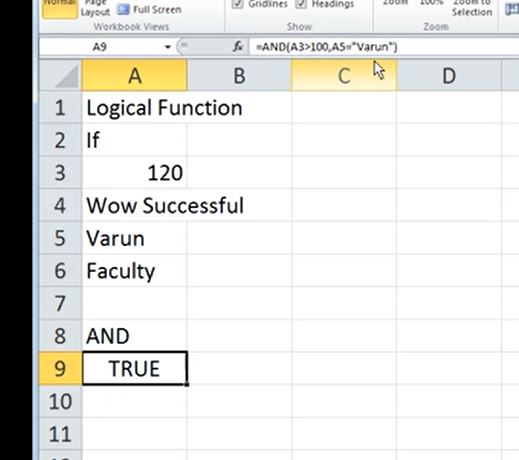 Normal Page Layout Full Screen Gridlines Headings Zoom 100% Zoom to Selection
Workbook Views Show Zoom
A9 fx =AND(A3>100,A5="Varun")
A B C D
1 Logical Function
2 If
3 120
4 Wow Successful
5 Varun
6 Faculty
7
8 AND
9 TRUE
10
11